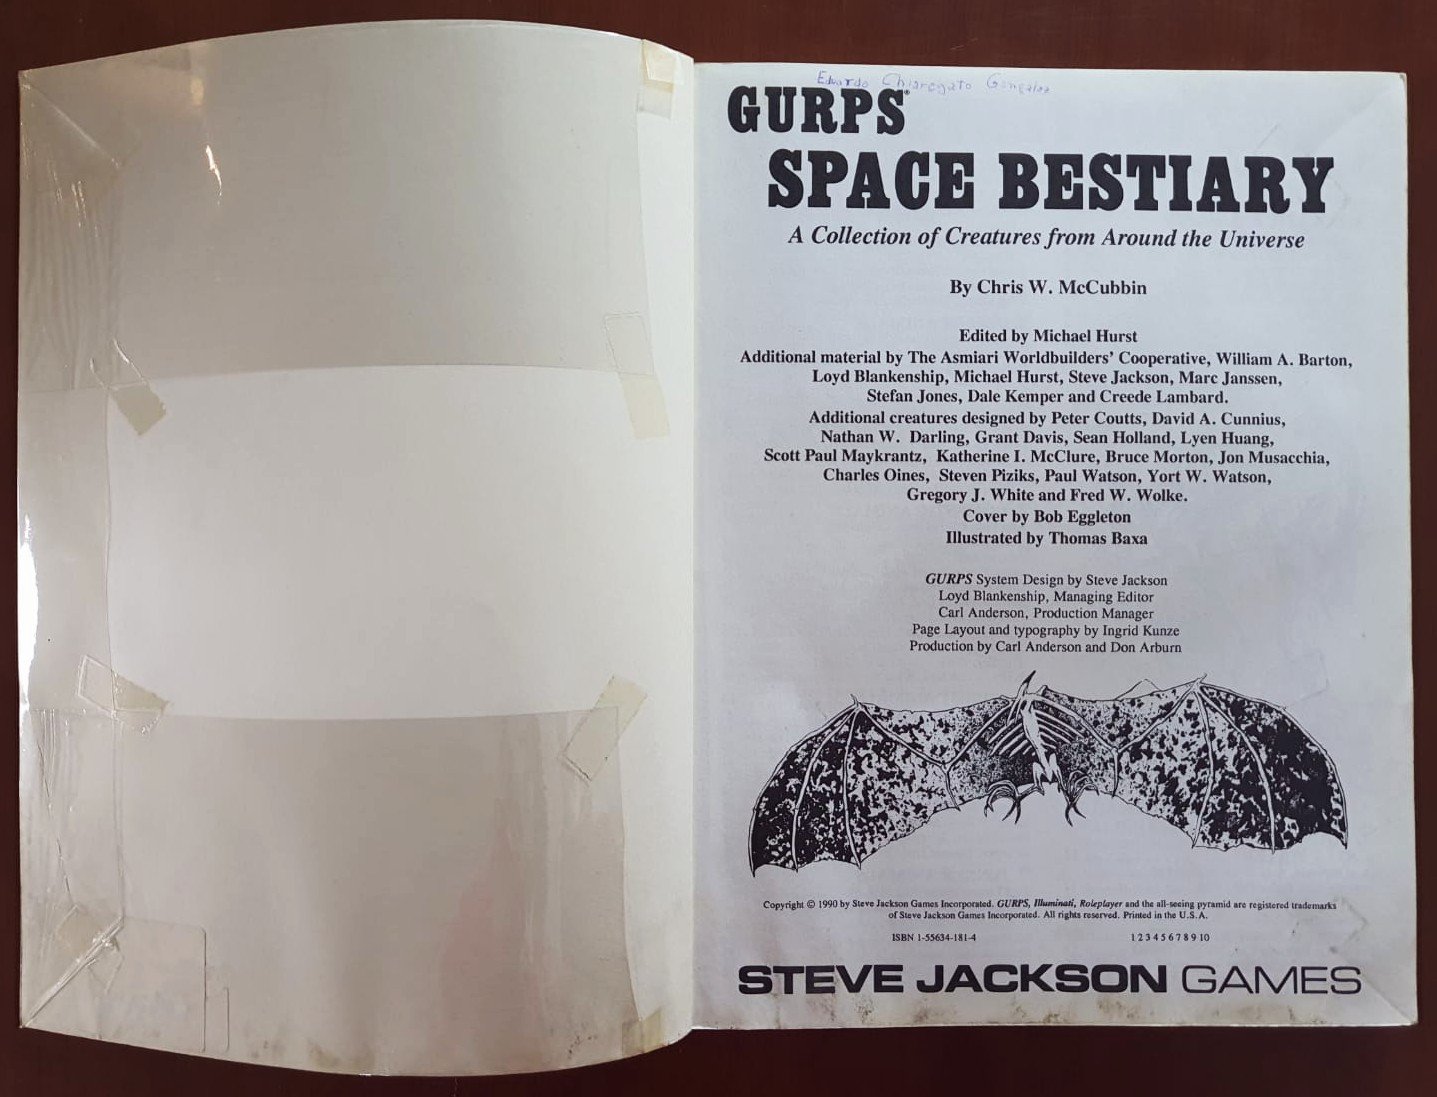 Eduardo Chiaregato Gonzalez
GURPS®
SPACE BESTIARY
A Collection of Creatures from Around the Universe
By Chris W. McCubbin
Edited by Michael Hurst
Additional material by The Asmiari Worldbuilders' Cooperative, William A. Barton,
Loyd Blankenship, Michael Hurst, Steve Jackson, Marc Janssen,
Stefan Jones, Dale Kemper and Creede Lambard.
Additional creatures designed by Peter Coutts, David A. Cunnius,
Nathan W. Darling, Grant Davis, Sean Holland, Lyen Huang,
Scott Paul Maykrantz, Katherine I. McClure, Bruce Morton, Jon Musacchia,
Charles Oines, Steven Piziks, Paul Watson, Yort W. Watson,
Gregory J. White and Fred W. Wolke.
Cover by Bob Eggleton
Illustrated by Thomas Baxa
GURPS System Design by Steve Jackson
Loyd Blankenship, Managing Editor
Carl Anderson, Production Manager
Page Layout and typography by Ingrid Kunze
Production by Carl Anderson and Don Arburn
Copyright © 1990 by Steve Jackson Games Incorporated. GURPS, Illuminati, Roleplayer and the all-seeing pyramid are registered trademarks
of Steve Jackson Games Incorporated. All rights reserved. Printed in the U.S.A.
ISBN 1-55634-181-4 1 2 3 4 5 6 7 8 9 10
STEVE JACKSON GAMES